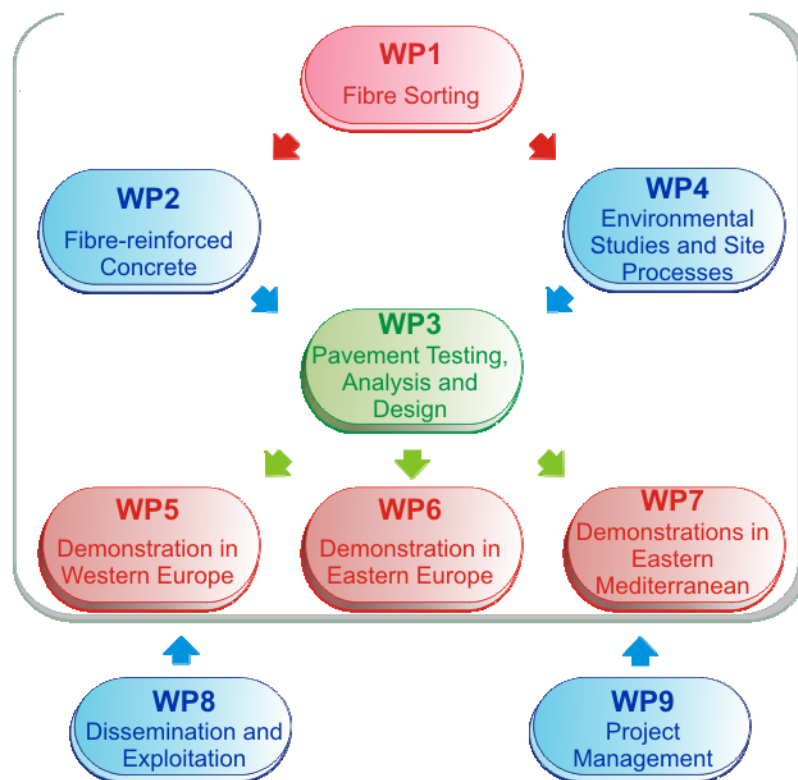 WP1
Fibre Sorting
WP2
Fibre-reinforced
Concrete
WP4
Environmental
Studies and Site
Processes
WP3
Pavement Testing,
Analysis and
Design
WP5
Demonstration in
Western Europe
WP6
Demonstration in
Eastern Europe
WP7
Demonstrations in
Eastern
Mediterranean
WP8
Dissemination and
Exploitation
WP9
Project
Management